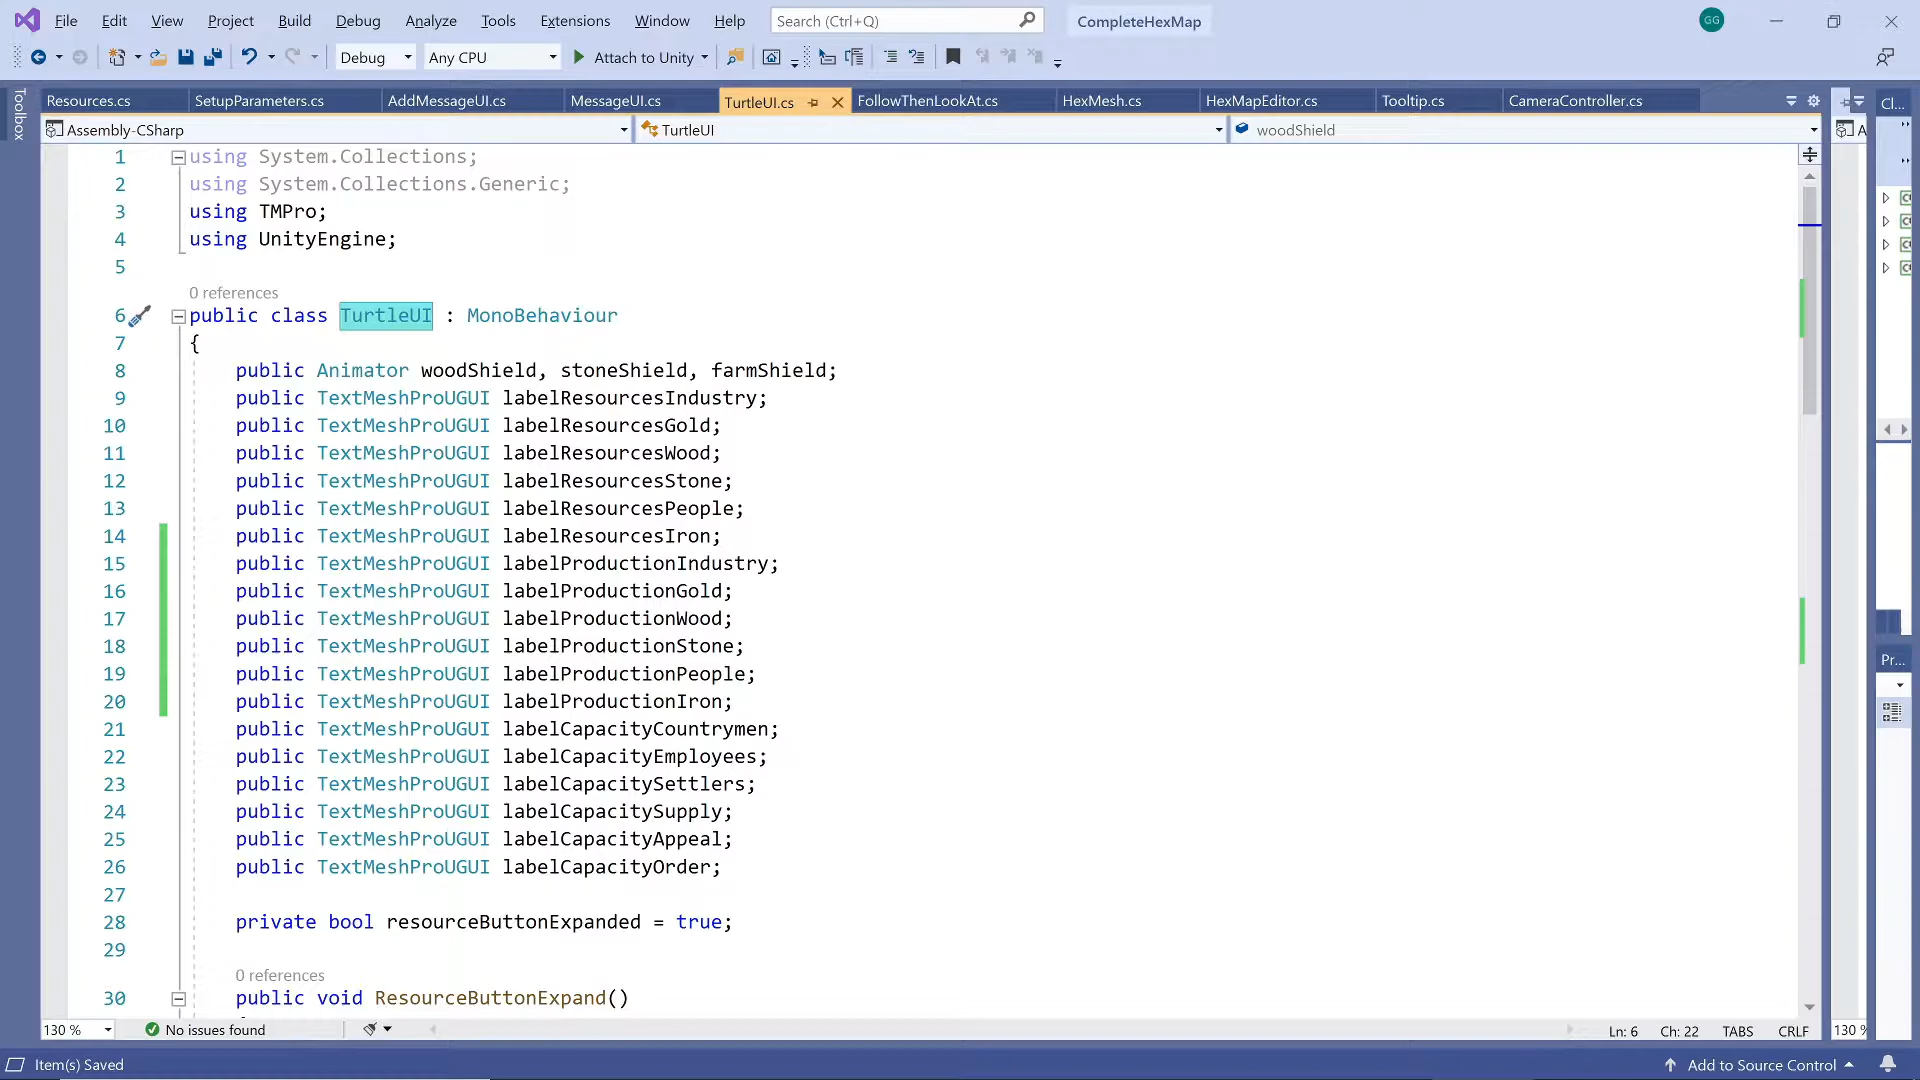 File Edit View Project Build Debug Analyze Tools Extensions Window Help Search (Ctrl+Q) CompleteHexMap GG
Debug Any CPU Attach to Unity
Toolbox
Resources.cs SetupParameters.cs AddMessageUI.cs MessageUI.cs TurtleUI.cs FollowThenLookAt.cs HexMesh.cs HexMapEditor.cs Tooltip.cs CameraController.cs Cl...
Assembly-CSharp TurtleUI woodShield A
1 using System.Collections;
2 using System.Collections.Generic;
3 using TMPro;
4 using UnityEngine;
5
0 references
6 public class TurtleUI : MonoBehaviour
7 {
8 public Animator woodShield, stoneShield, farmShield;
9 public TextMeshProUGUI labelResourcesIndustry;
10 public TextMeshProUGUI labelResourcesGold;
11 public TextMeshProUGUI labelResourcesWood;
12 public TextMeshProUGUI labelResourcesStone;
13 public TextMeshProUGUI labelResourcesPeople;
14 public TextMeshProUGUI labelResourcesIron;
15 public TextMeshProUGUI labelProductionIndustry;
16 public TextMeshProUGUI labelProductionGold;
17 public TextMeshProUGUI labelProductionWood;
18 public TextMeshProUGUI labelProductionStone;
19 public TextMeshProUGUI labelProductionPeople;
20 public TextMeshProUGUI labelProductionIron;
21 public TextMeshProUGUI labelCapacityCountrymen;
22 public TextMeshProUGUI labelCapacityEmployees;
23 public TextMeshProUGUI labelCapacitySettlers;
24 public TextMeshProUGUI labelCapacitySupply;
25 public TextMeshProUGUI labelCapacityAppeal;
26 public TextMeshProUGUI labelCapacityOrder;
27
28 private bool resourceButtonExpanded = true;
29
0 references
30 public void ResourceButtonExpand()
Pr...
130 % No issues found Ln: 6 Ch: 22 TABS CRLF 130 %
Item(s) Saved Add to Source Control